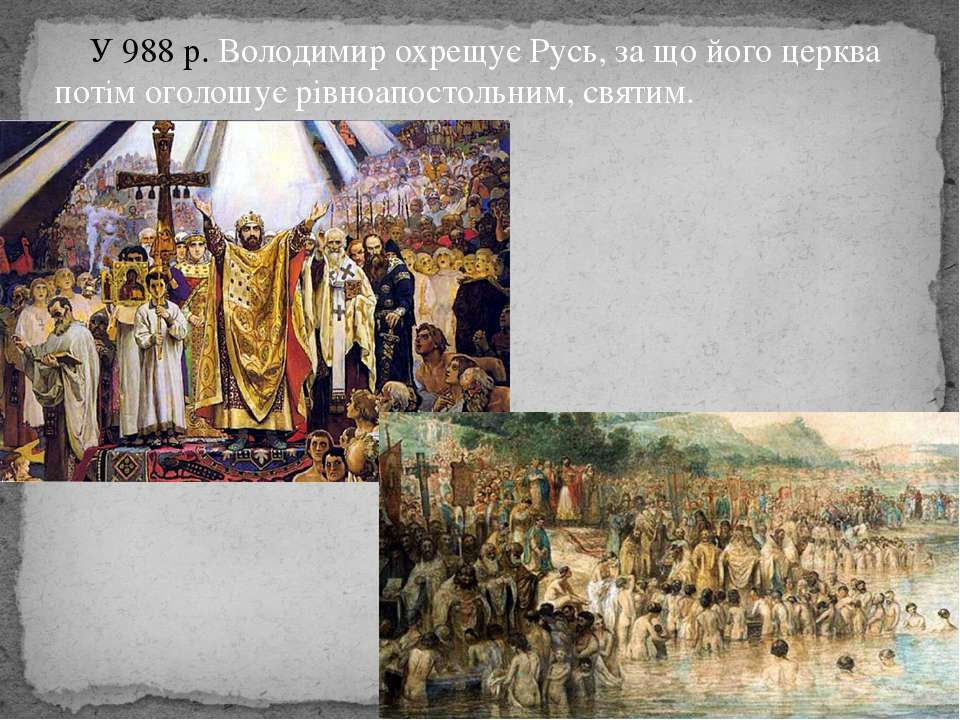 У 988 р. Володимир охрещує Русь, за що його церква
потім оголошує рівноапостольним, святим.